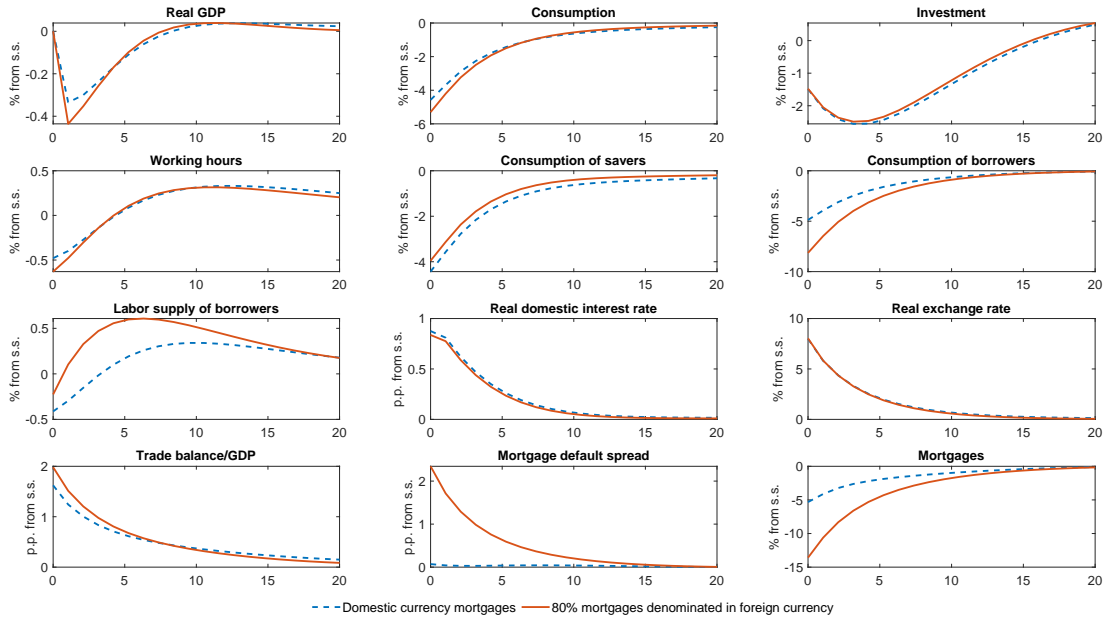 Real GDP
% from s.s.
0
-0.2
-0.4
0 5 10 15 20
Consumption
% from s.s.
0
-2
-4
-6
0 5 10 15 20
Investment
% from s.s.
0
-1
-2
0 5 10 15 20
Working hours
% from s.s.
0.5
0
-0.5
0 5 10 15 20
Consumption of savers
% from s.s.
0
-2
-4
0 5 10 15 20
Consumption of borrowers
% from s.s.
0
-5
-10
0 5 10 15 20
Labor supply of borrowers
% from s.s.
0.5
0
-0.5
0 5 10 15 20
Real domestic interest rate
p.p. from s.s.
1
0.5
0
0 5 10 15 20
Real exchange rate
% from s.s.
10
5
0
0 5 10 15 20
Trade balance/GDP
p.p. from s.s.
2
1
0
0 5 10 15 20
Mortgage default spread
p.p. from s.s.
2
1
0
0 5 10 15 20
Mortgages
% from s.s.
0
-5
-10
-15
0 5 10 15 20
Domestic currency mortgages 80% mortgages denominated in foreign currency